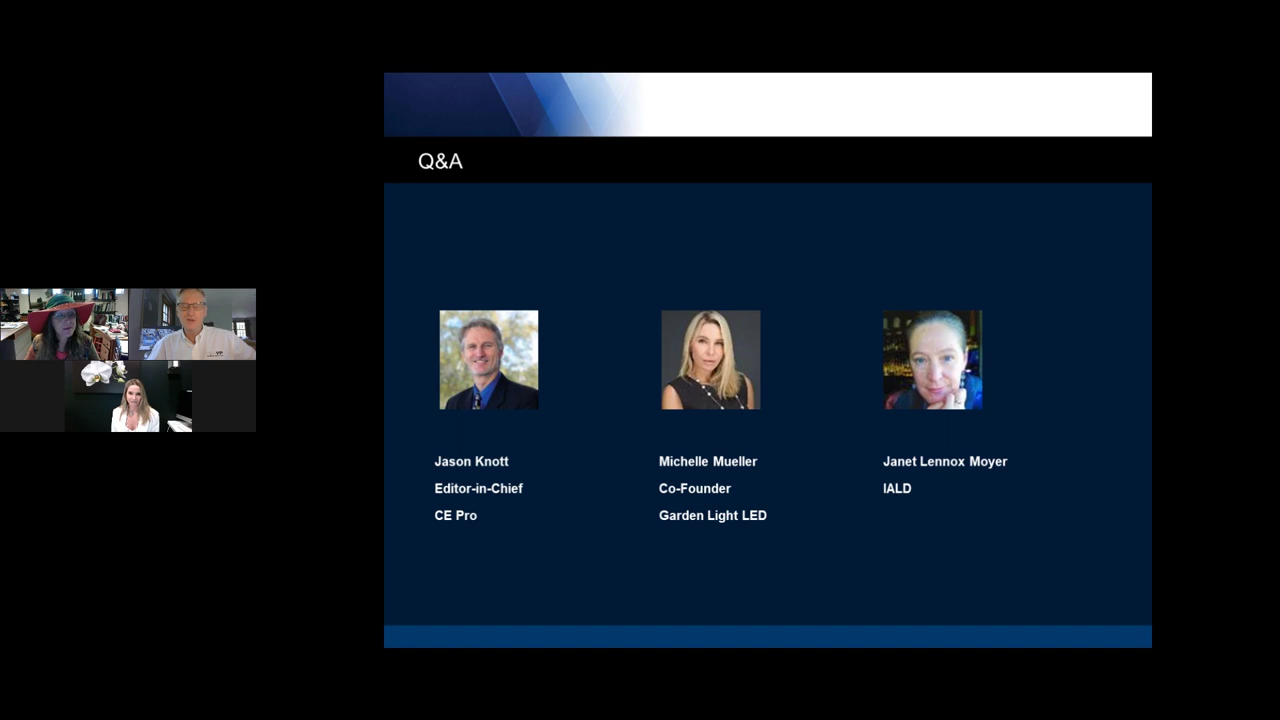 Q&A
Jason Knott
Editor-in-Chief
CE Pro
Michelle Mueller
Co-Founder
Garden Light LED
Janet Lennox Moyer
IALD